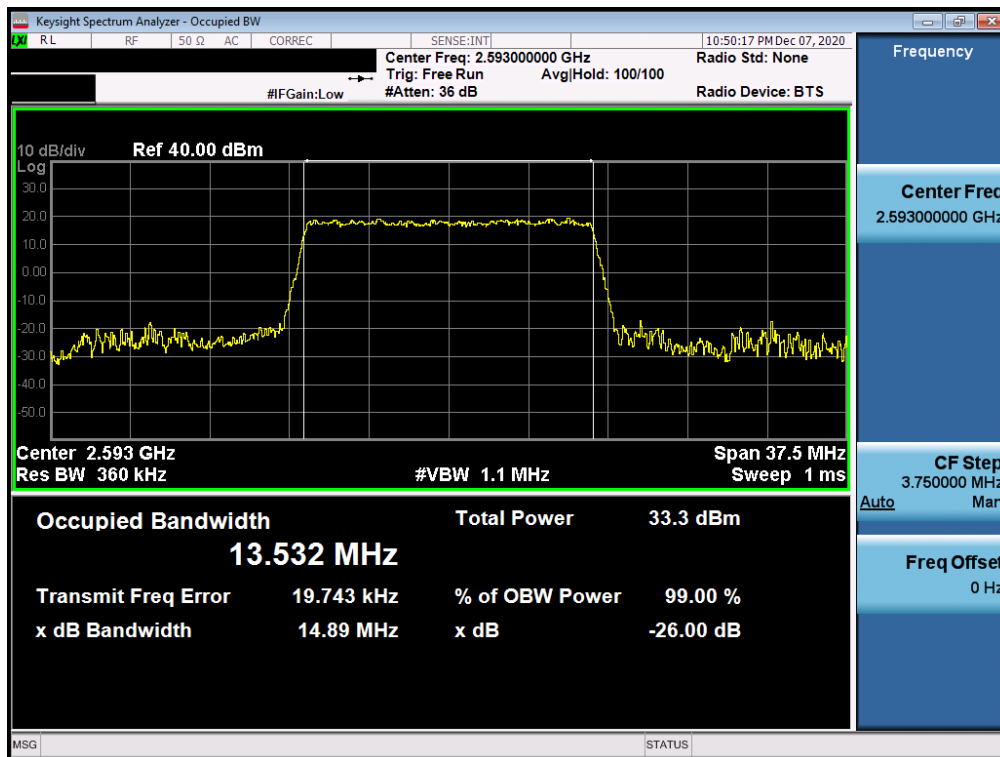 Keysight Spectrum Analyzer - Occupied BW
LXI RL RF 50 Ω AC CORREC SENSE:INT 10:50:17 PM Dec 07, 2020
Center Freq: 2.593000000 GHz Radio Std: None
Trig: Free Run Avg|Hold: 100/100
#IFGain:Low #Atten: 36 dB Radio Device: BTS
Frequency
10 dB/div Ref 40.00 dBm
Log
30.0
20.0
10.0
0.00
-10.0
-20.0
-30.0
-40.0
-50.0
Center 2.593 GHz Span 37.5 MHz
Res BW 360 kHz #VBW 1.1 MHz Sweep 1 ms
Occupied Bandwidth Total Power 33.3 dBm
13.532 MHz
Transmit Freq Error 19.743 kHz % of OBW Power 99.00 %
x dB Bandwidth 14.89 MHz x dB -26.00 dB
Center Freq
2.593000000 GHz
CF Step
3.750000 MHz
Auto Man
Freq Offset
0 Hz
MSG STATUS